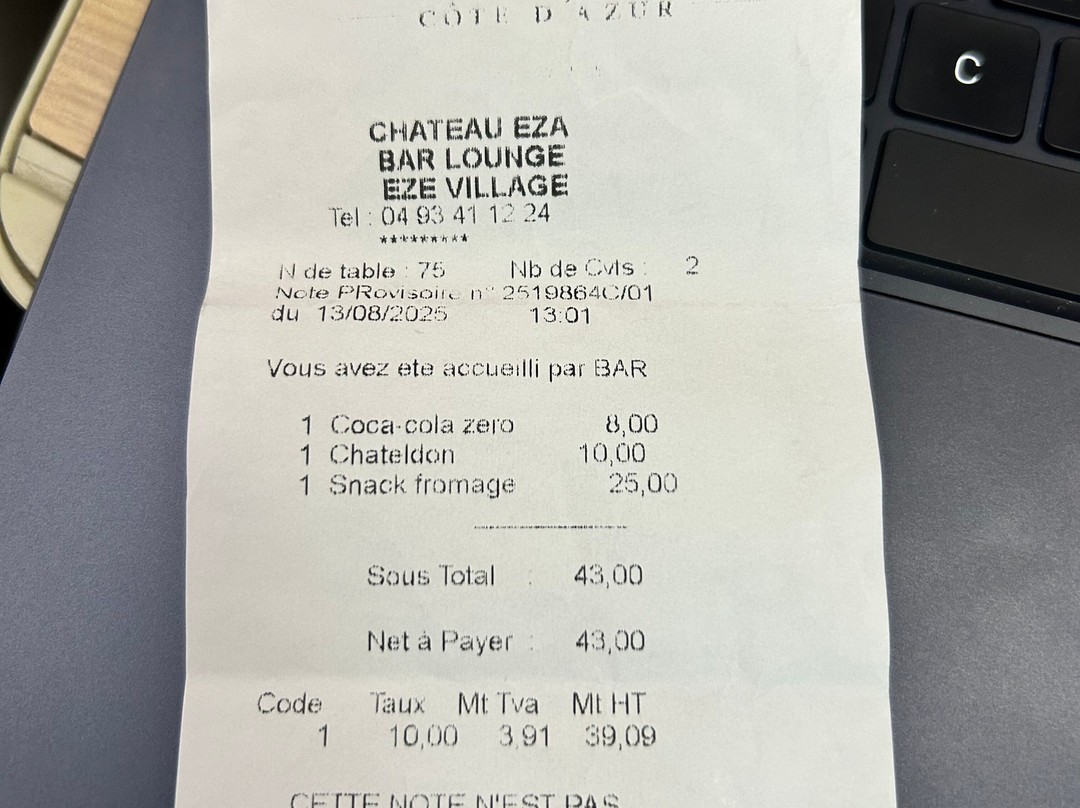 CÔTE D'AZUR
CHATEAU EZA
BAR LOUNGE
EZE VILLAGE
Tel : 04 93 41 12 24
*********
N de table : 75 Nb de Cvts : 2
Note PRovisoire n° 2519864C/01
du 13/08/2025 13:01
Vous avez ete accueilli par BAR
1 Coca-cola zero 8,00
1 Chateldon 10,00
1 Snack fromage 25,00
Sous Total : 43,00
Net à Payer : 43,00
Code Taux Mt Tva Mt HT
1 10,00 3,91 39,09
CETTE NOTE N'EST PAS
C